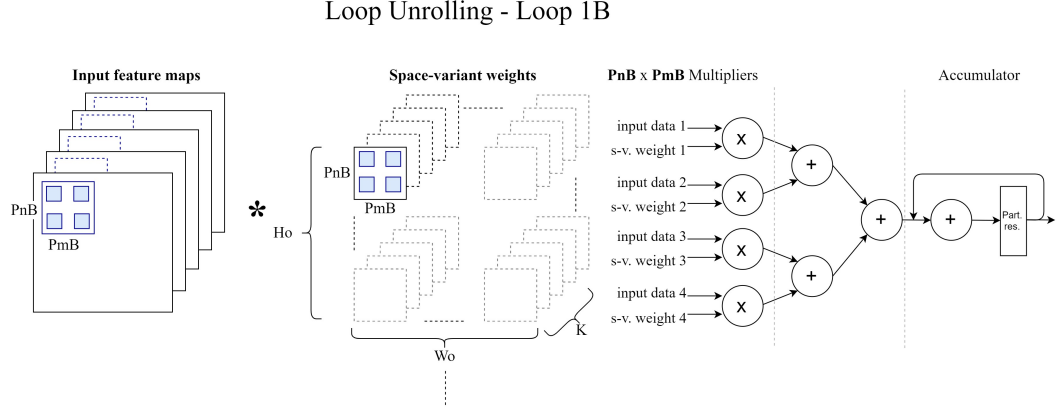 Loop Unrolling - Loop 1B
Input feature maps
Space-variant weights
PnB x PmB Multipliers
Accumulator
PnB
PmB
*
Ho
PnB
PmB
K
Wo
input data 1
s-v. weight 1
input data 2
s-v. weight 2
input data 3
s-v. weight 3
input data 4
s-v. weight 4
X
X
X
X
+
+
+
+
Part.
res.